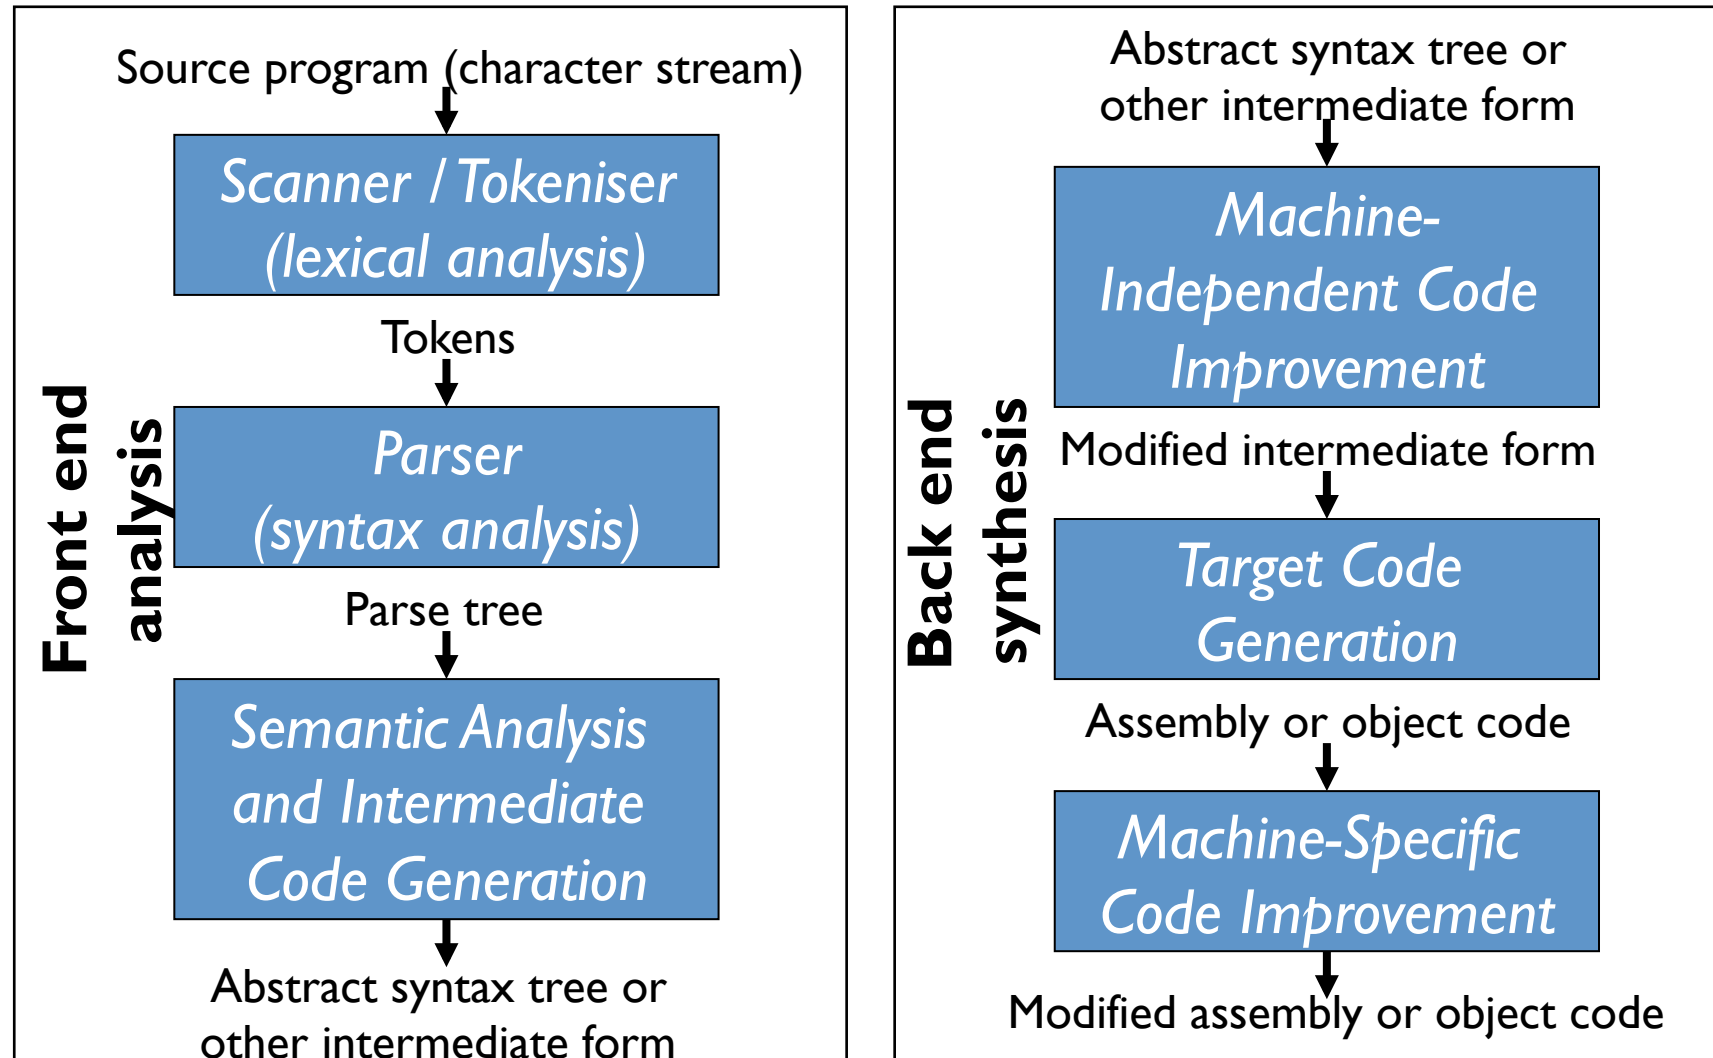 Source program (character stream)
Scanner / Tokeniser
(lexical analysis)
Tokens
Parser
(syntax analysis)
Parse tree
Semantic Analysis
and Intermediate
Code Generation
Abstract syntax tree or
other intermediate form
Front end
analysis
Abstract syntax tree or
other intermediate form
Machine-
Independent Code
Improvement
Modified intermediate form
Target Code
Generation
Assembly or object code
Machine-Specific
Code Improvement
Modified assembly or object code
Back end
synthesis